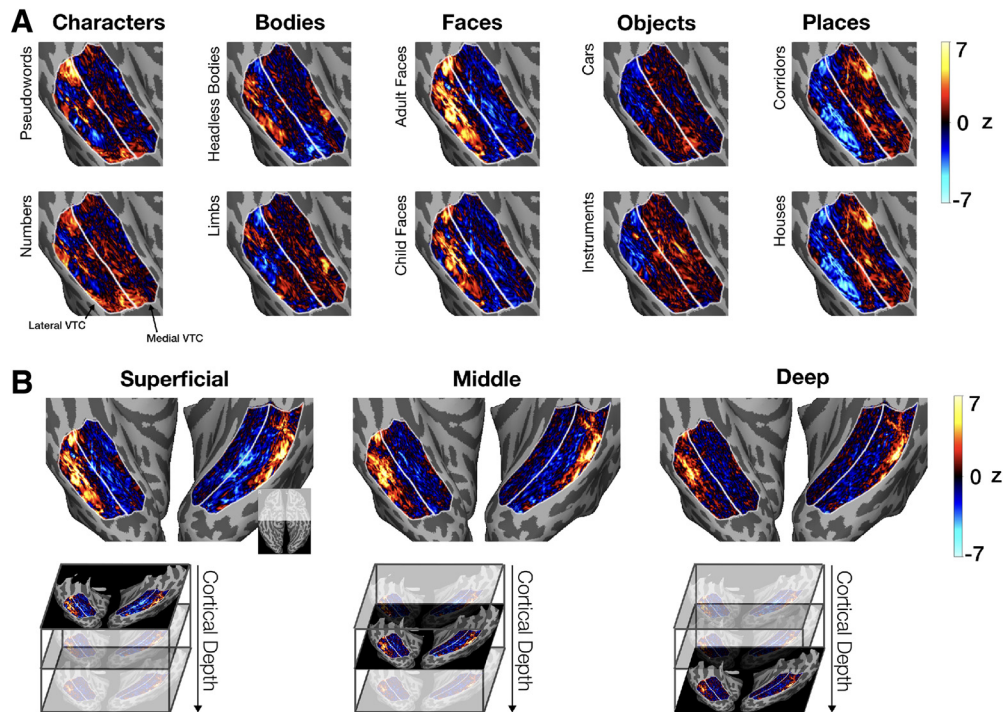 A
Characters
Bodies
Faces
Objects
Places
Pseudowords
Headless Bodies
Adult Faces
Cars
Corridors
7
0 z
-7
Numbers
Limbs
Child Faces
Instruments
Houses
Lateral VTC
Medial VTC
B
Superficial
Middle
Deep
7
0 z
-7
Cortical Depth
Cortical Depth
Cortical Depth